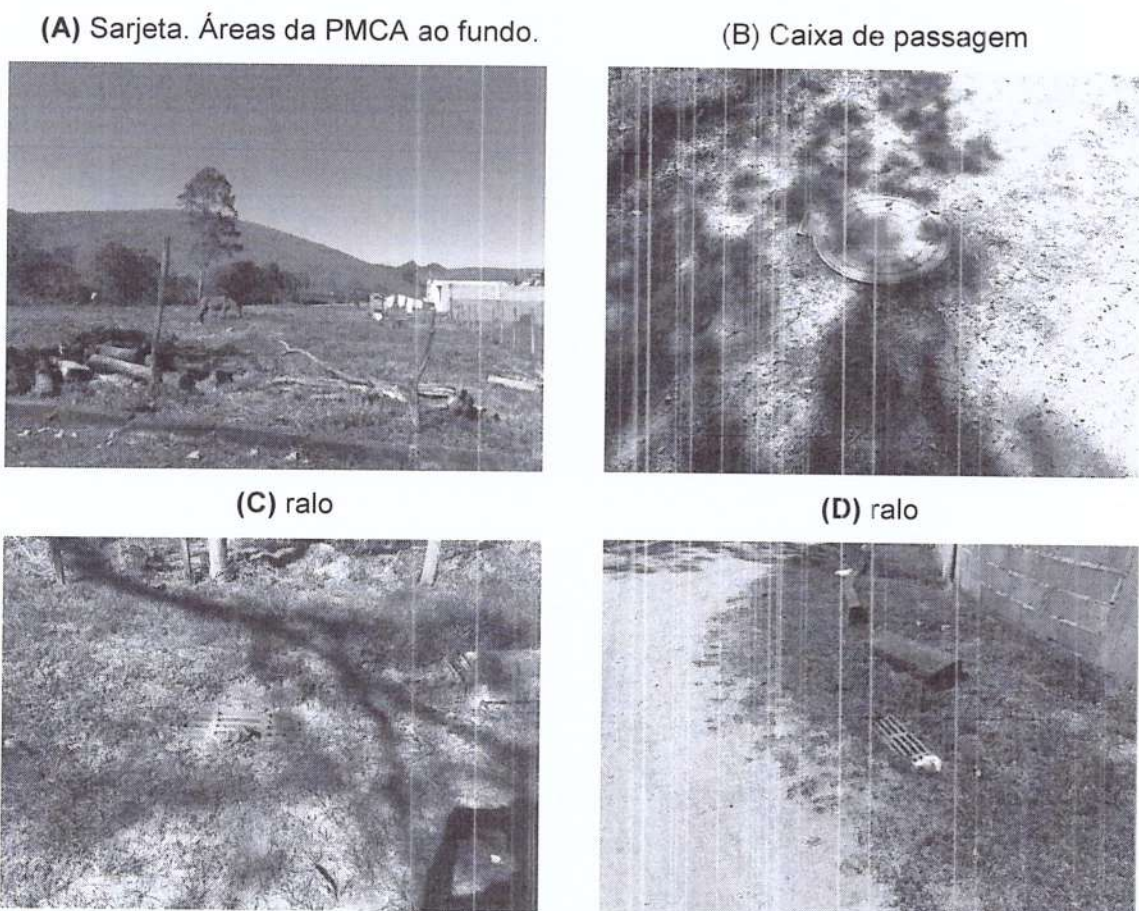 (A) Sarjeta. Áreas da PMCA ao fundo.
(B) Caixa de passagem
(C) ralo
(D) ralo